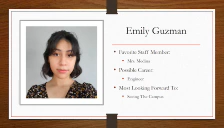 Emily Guzman
• Favorite Staff Member:
• Mrs. Medina
• Possible Career:
• Engineer
• Most Looking Forward To:
• Seeing The Campus